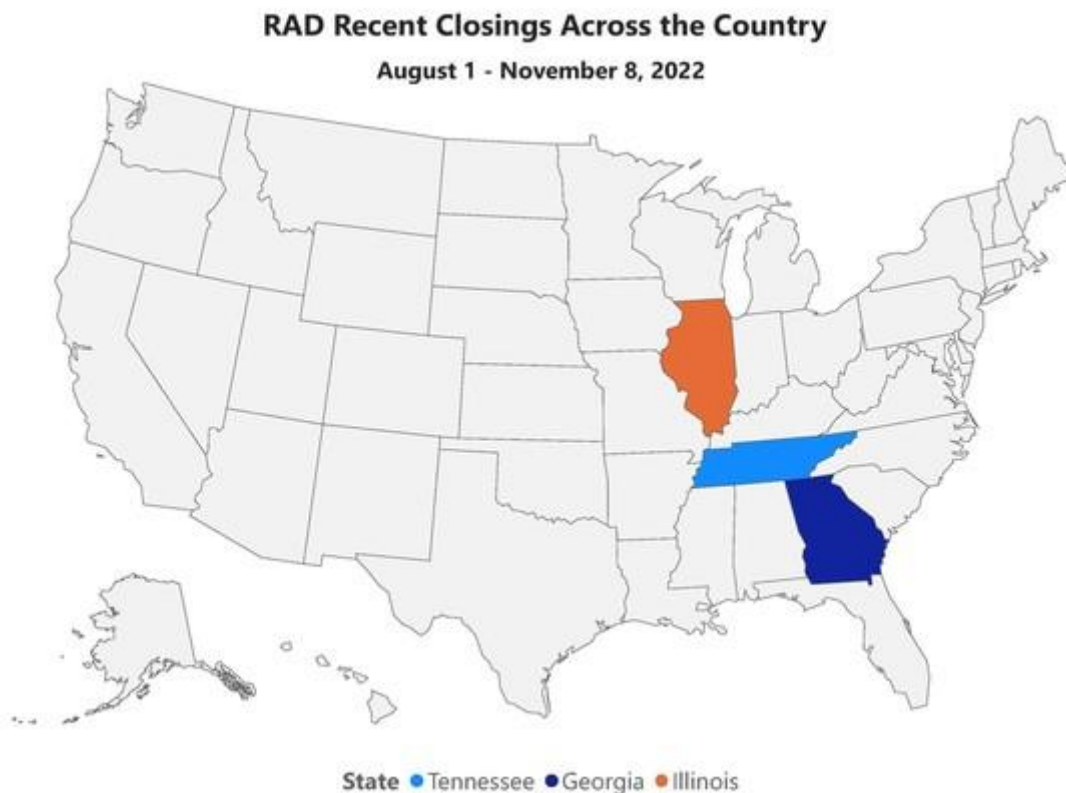 RAD Recent Closings Across the Country
August 1 - November 8, 2022
State Tennessee Georgia Illinois